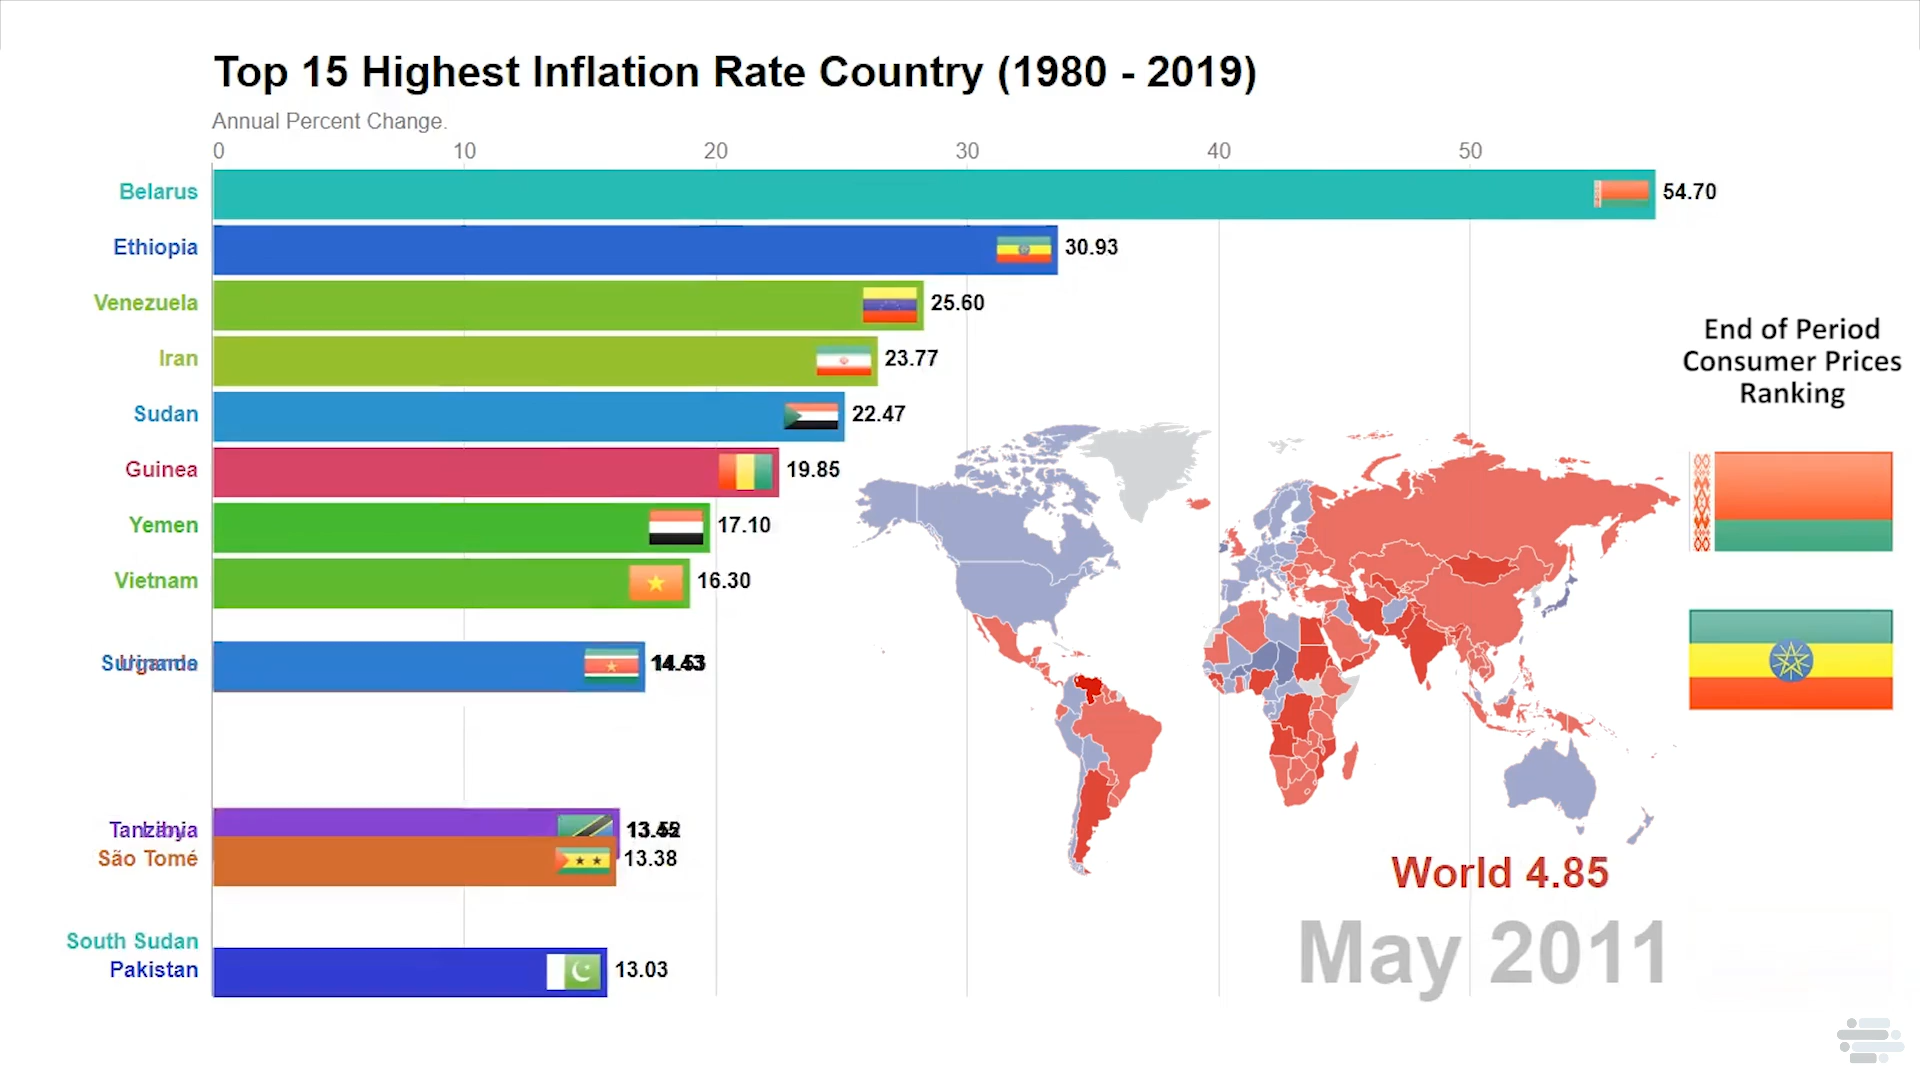 Top 15 Highest Inflation Rate Country (1980 - 2019)
Annual Percent Change.
0 10 20 30 40 50
Belarus 54.70
Ethiopia 30.93
Venezuela 25.60
Iran 23.77
Sudan 22.47
Guinea 19.85
Yemen 17.10
Vietnam 16.30
São Tomé 13.38
South Sudan
Pakistan 13.03
End of Period
Consumer Prices
Ranking
World 4.85
May 2011